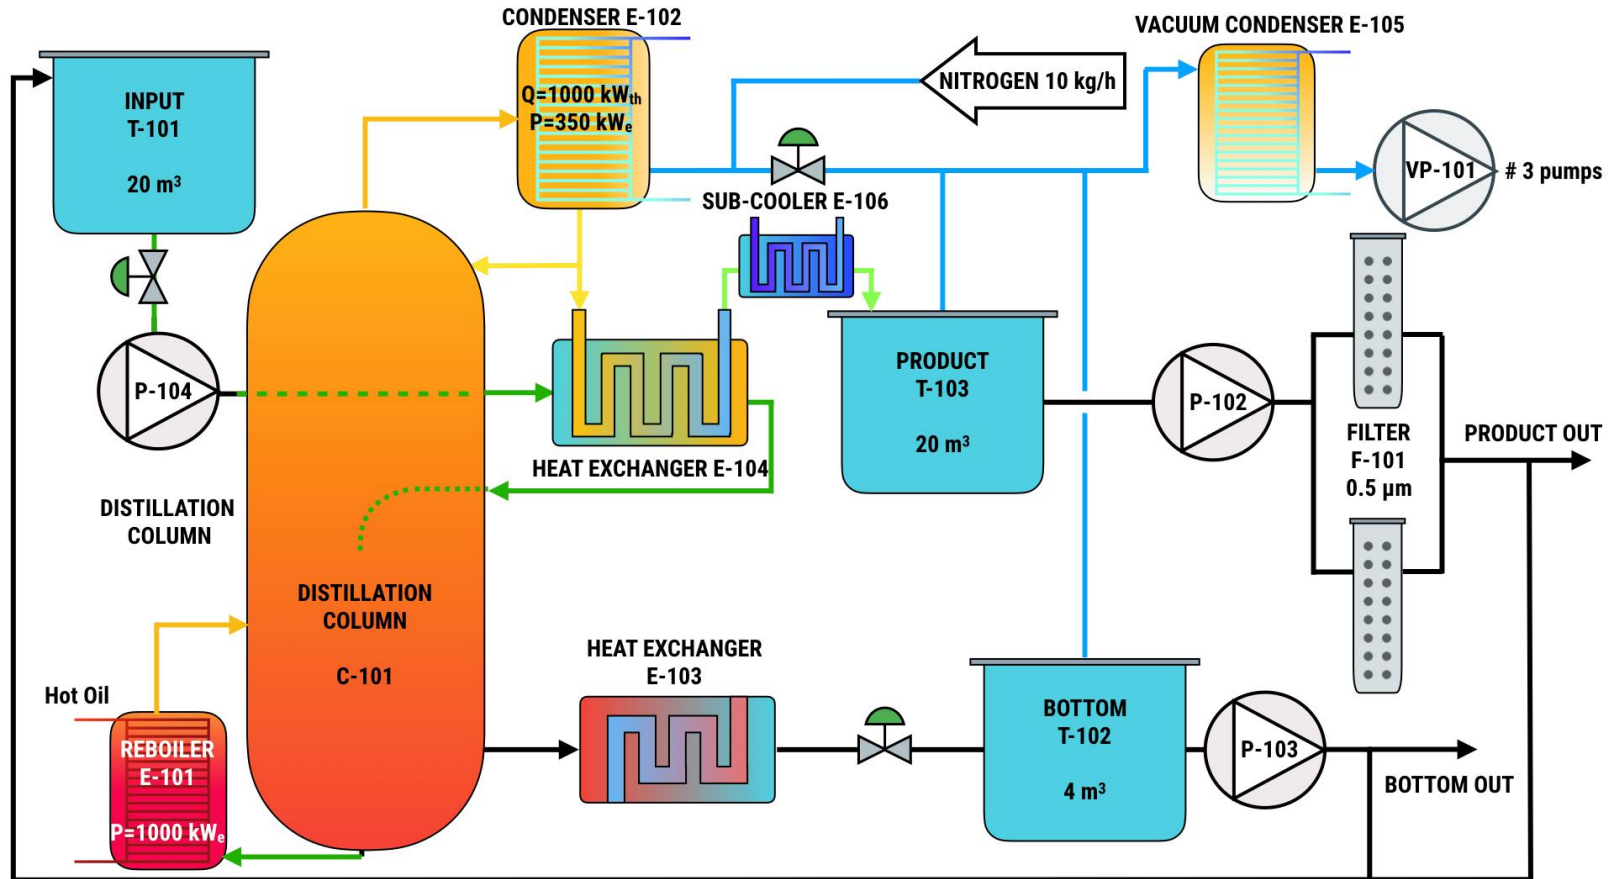 CONDENSER E-102
VACUUM CONDENSER E-105
INPUT
T-101
20 m³
Q=1000 kWth
P=350 kWe
NITROGEN 10 kg/h
VP-101
# 3 pumps
SUB-COOLER E-106
P-104
PRODUCT
T-103
20 m³
P-102
FILTER
F-101
0.5 µm
PRODUCT OUT
HEAT EXCHANGER E-104
DISTILLATION
COLUMN
DISTILLATION
COLUMN
C-101
HEAT EXCHANGER
E-103
Hot Oil
REBOILER
E-101
P=1000 kWe
BOTTOM
T-102
4 m³
P-103
BOTTOM OUT